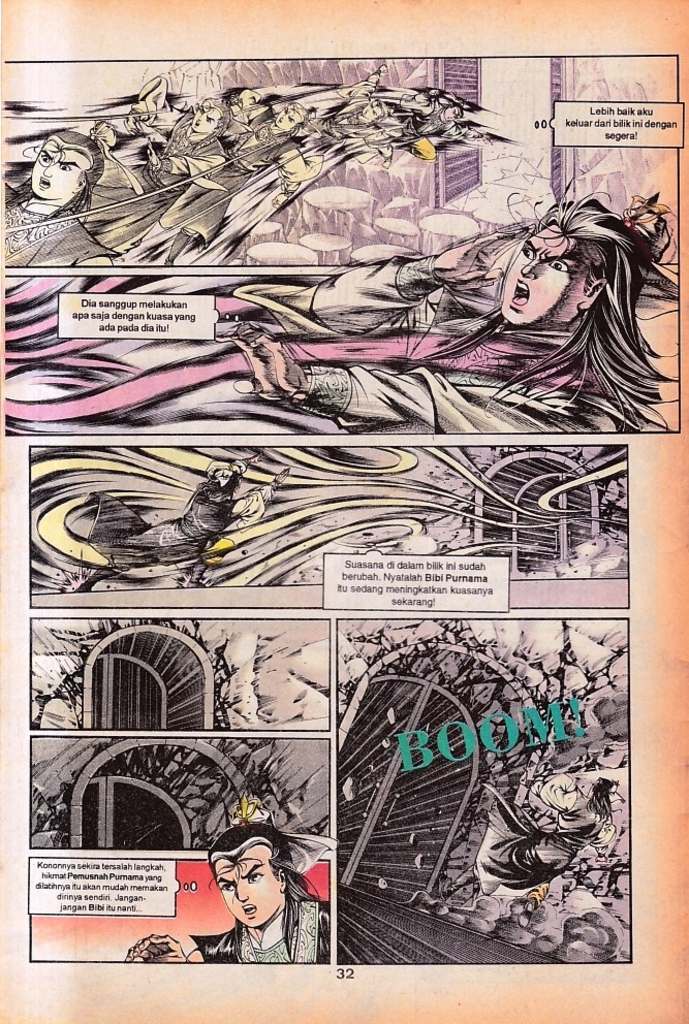 Lebih baik aku
keluar dari bilik ini dengan
segera!
Dia sanggup melakukan
apa saja dengan kuasa yang
ada pada dia itu!
Suasana di dalam bilik ini sudah
berubah. Nyatalah Bibi Purnama
itu sedang meningkatkan kuasanya
sekarang!
BOOM!
Kononnya sekira tersalah langkah,
hikmat Pemusnah Purnama yang
dilatihnya itu akan mudah memakan
dirinya sendiri. Jangan-
jangan Bibi itu nanti...
32